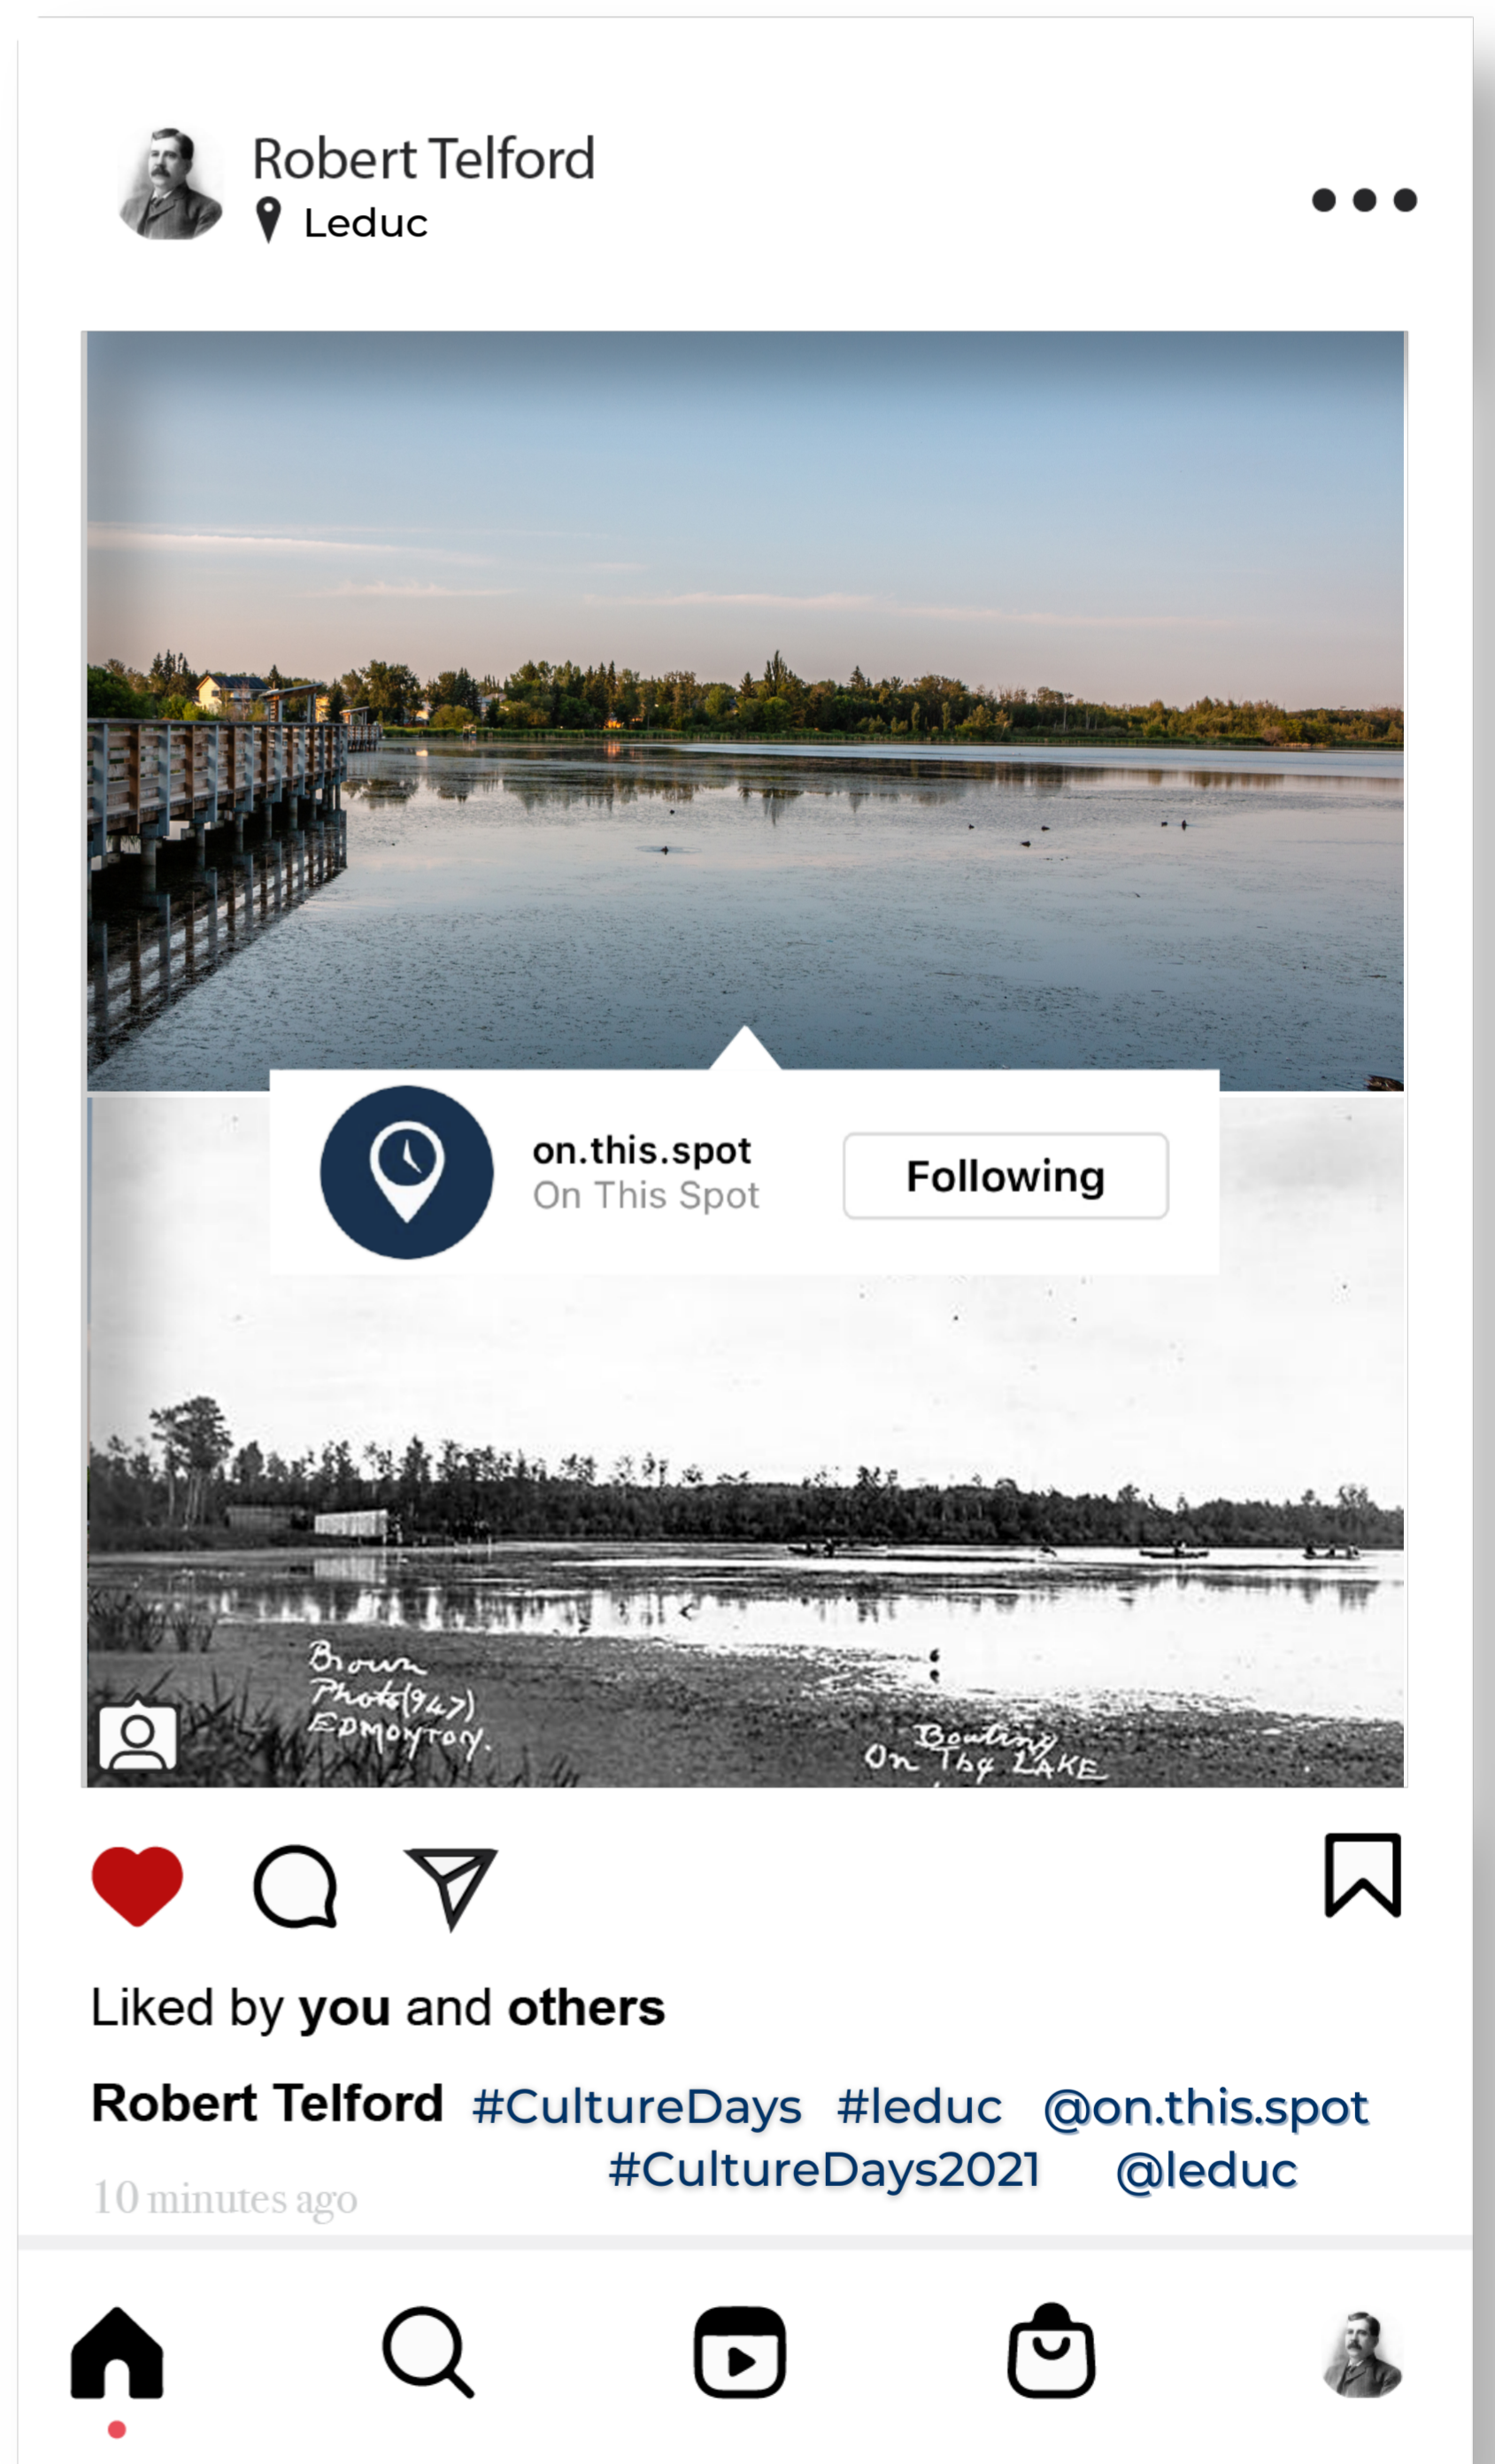 Robert Telford
Leduc
on.this.spot
On This Spot
Following
Brown
Photo(947)
EDMONTON.
Boating
On The LAKE
Liked by you and others
Robert Telford #CultureDays #leduc @on.this.spot
#CultureDays2021 @leduc
10 minutes ago